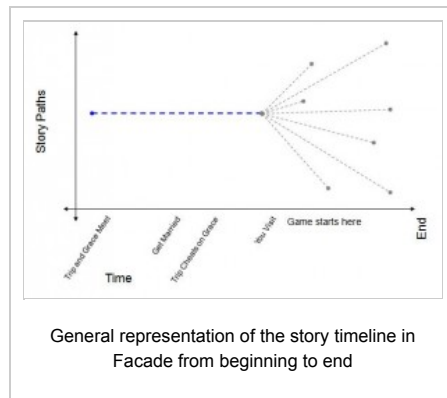 Story Paths
Trip and Grace Meet
Get Married
Trip Cheats on Grace
You Visit
Game starts here
End
Time
General representation of the story timeline in
Facade from beginning to end